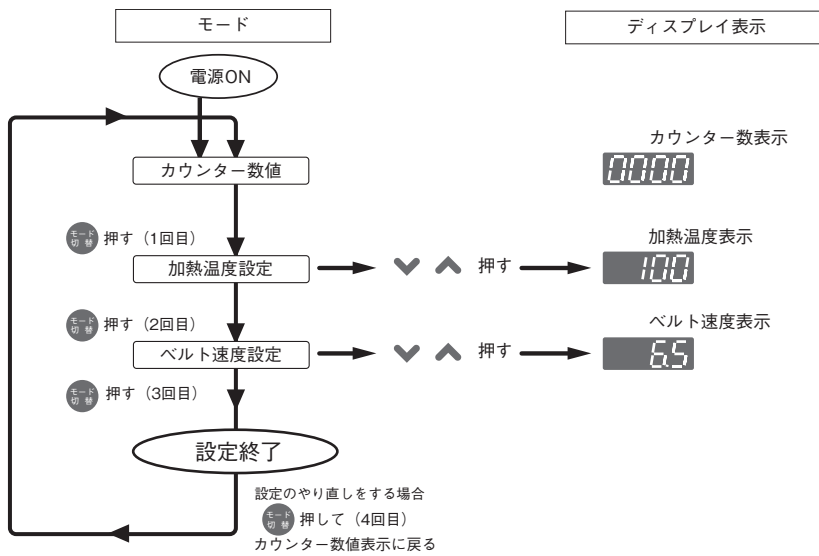 モード
ディスプレイ表示
電源ON
カウンター数表示
カウンター数値
0000
モード
切替
押す（1回目）
加熱温度表示
加熱温度設定
押す
100
モード
切替
押す（2回目）
ベルト速度表示
ベルト速度設定
押す
6.5
モード
切替
押す（3回目）
設定終了
設定のやり直しをする場合
モード
切替
押して（4回目）
カウンター数値表示に戻る